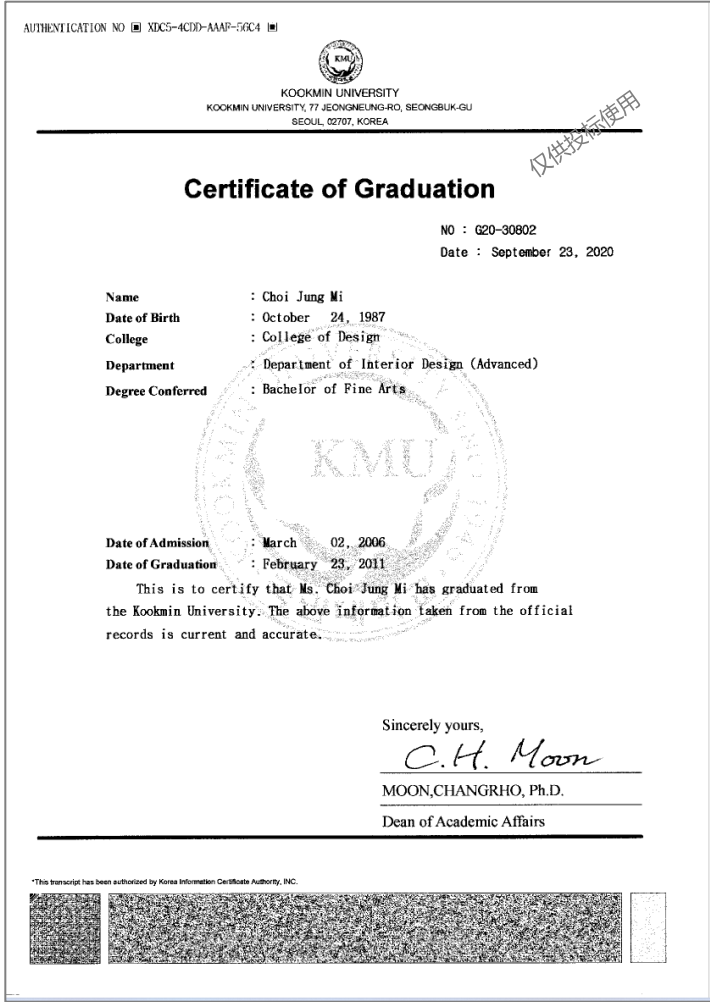 AUTHENTICATION NO ▣ XDC5-4CDD-AAAF-5GC4 ▣
KMU
KOOKMIN UNIVERSITY
KOOKMIN UNIVERSITY, 77 JEONGNEUNG-RO, SEONGBUK-GU
SEOUL, 02707, KOREA
仅供投标使用
Certificate of Graduation
NO : G20-30802
Date : September 23, 2020
Name : Choi Jung Mi
Date of Birth : October 24, 1987
College : College of Design
Department : Department of Interior Design (Advanced)
Degree Conferred : Bachelor of Fine Arts
KMU
Date of Admission : March 02, 2006
Date of Graduation : February 23, 2011
This is to certify that Ms. Choi Jung Mi has graduated from
the Kookmin University. The above information taken from the official
records is current and accurate.
Sincerely yours,
C.H. Moon
MOON,CHANGRHO, Ph.D.
Dean of Academic Affairs
*This transcript has been authorized by Korea Information Certificate Authority, INC.